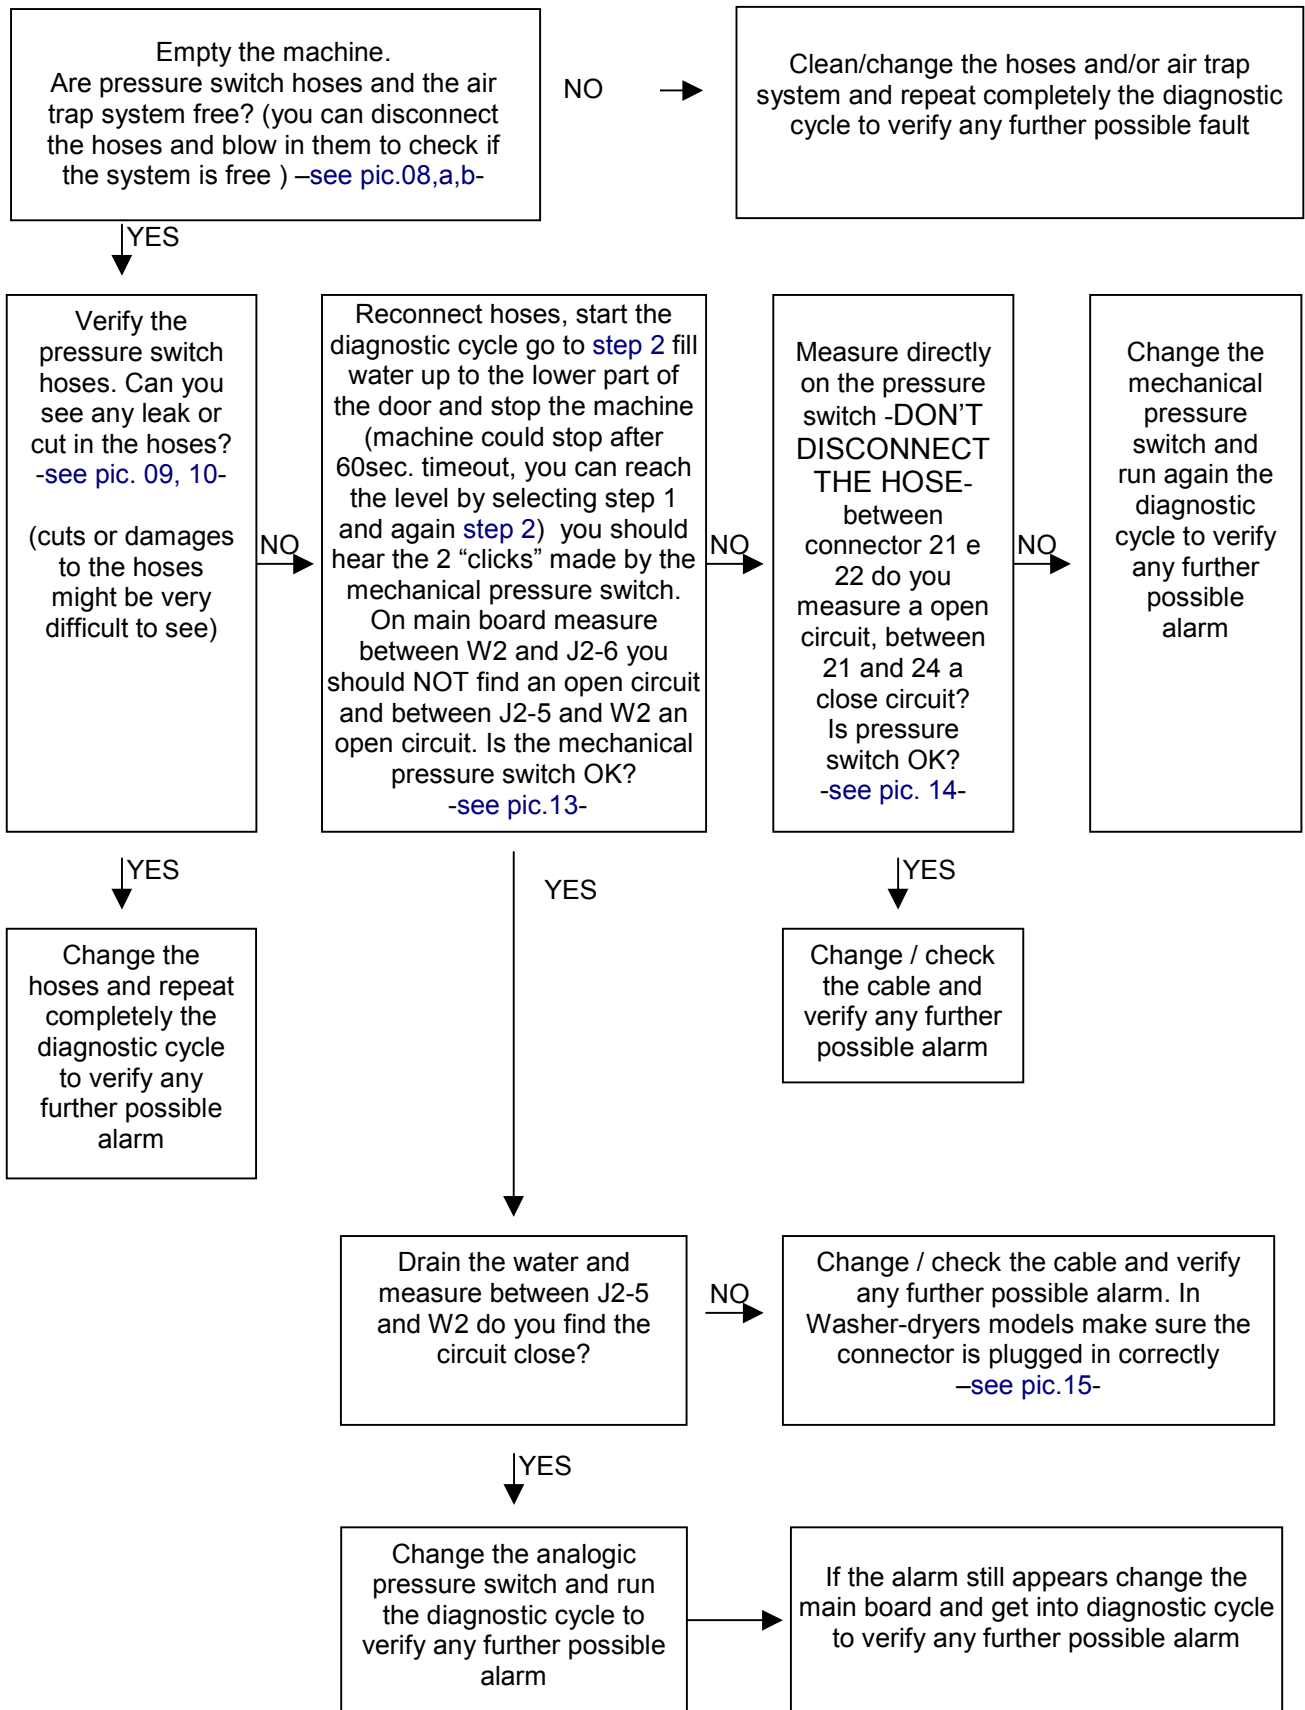 Empty the machine.
Are pressure switch hoses and the air
trap system free? (you can disconnect
the hoses and blow in them to check if
the system is free ) –see pic.08,a,b-
NO
Clean/change the hoses and/or air trap
system and repeat completely the diagnostic
cycle to verify any further possible fault
YES
Verify the
pressure switch
hoses. Can you
see any leak or
cut in the hoses?
-see pic. 09, 10-
(cuts or damages
to the hoses
might be very
difficult to see)
NO
Reconnect hoses, start the
diagnostic cycle go to step 2 fill
water up to the lower part of
the door and stop the machine
(machine could stop after
60sec. timeout, you can reach
the level by selecting step 1
and again step 2)  you should
hear the 2 “clicks” made by the
mechanical pressure switch.
On main board measure
between W2 and J2-6 you
should NOT find an open circuit
and between J2-5 and W2 an
open circuit. Is the mechanical
pressure switch OK?
-see pic.13-
NO
Measure directly
on the pressure
switch -DON’T
DISCONNECT
THE HOSE-
between
connector 21 e
22 do you
measure a open
circuit, between
21 and 24 a
close circuit?
Is pressure
switch OK?
-see pic. 14-
NO
Change the
mechanical
pressure
switch and
run again the
diagnostic
cycle to verify
any further
possible
alarm
YES
YES
YES
Change the
hoses and repeat
completely the
diagnostic cycle
to verify any
further possible
alarm
Change / check
the cable and
verify any further
possible alarm
Drain the water and
measure between J2-5
and W2 do you find the
circuit close?
NO
Change / check the cable and verify
any further possible alarm. In
Washer-dryers models make sure the
connector is plugged in correctly
–see pic.15-
YES
Change the analogic
pressure switch and run
the diagnostic cycle to
verify any further possible
alarm
If the alarm still appears change the
main board and get into diagnostic cycle
to verify any further possible alarm